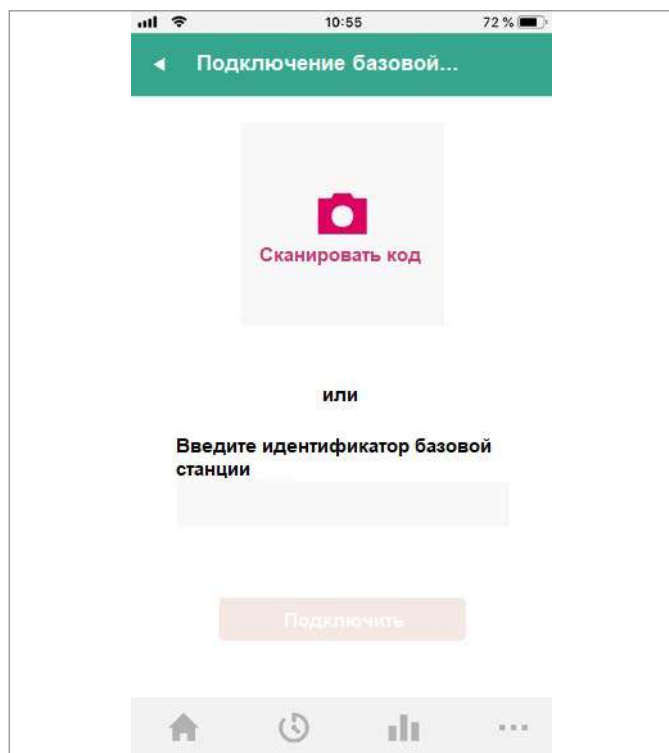 10:55
72 %
Подключение базовой...
Сканировать код
или
Введите идентификатор базовой
станции
Подключить